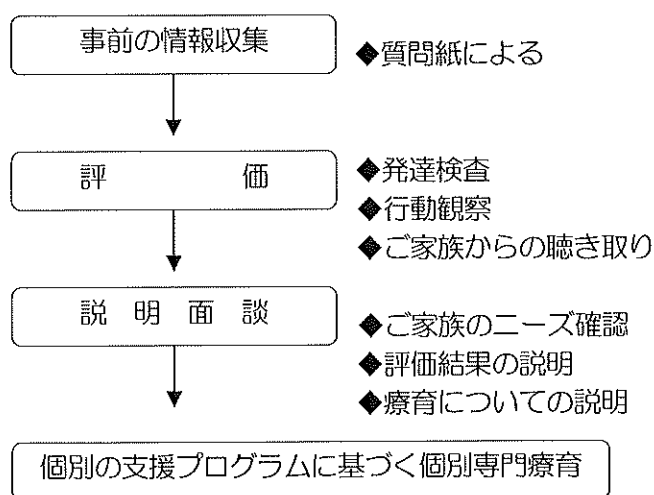 事前の情報収集
◆質問紙による
評価
◆発達検査
◆行動観察
◆ご家族からの聴き取り
説明面談
◆ご家族のニーズ確認
◆評価結果の説明
◆療育についての説明
個別の支援プログラムに基づく個別専門療育